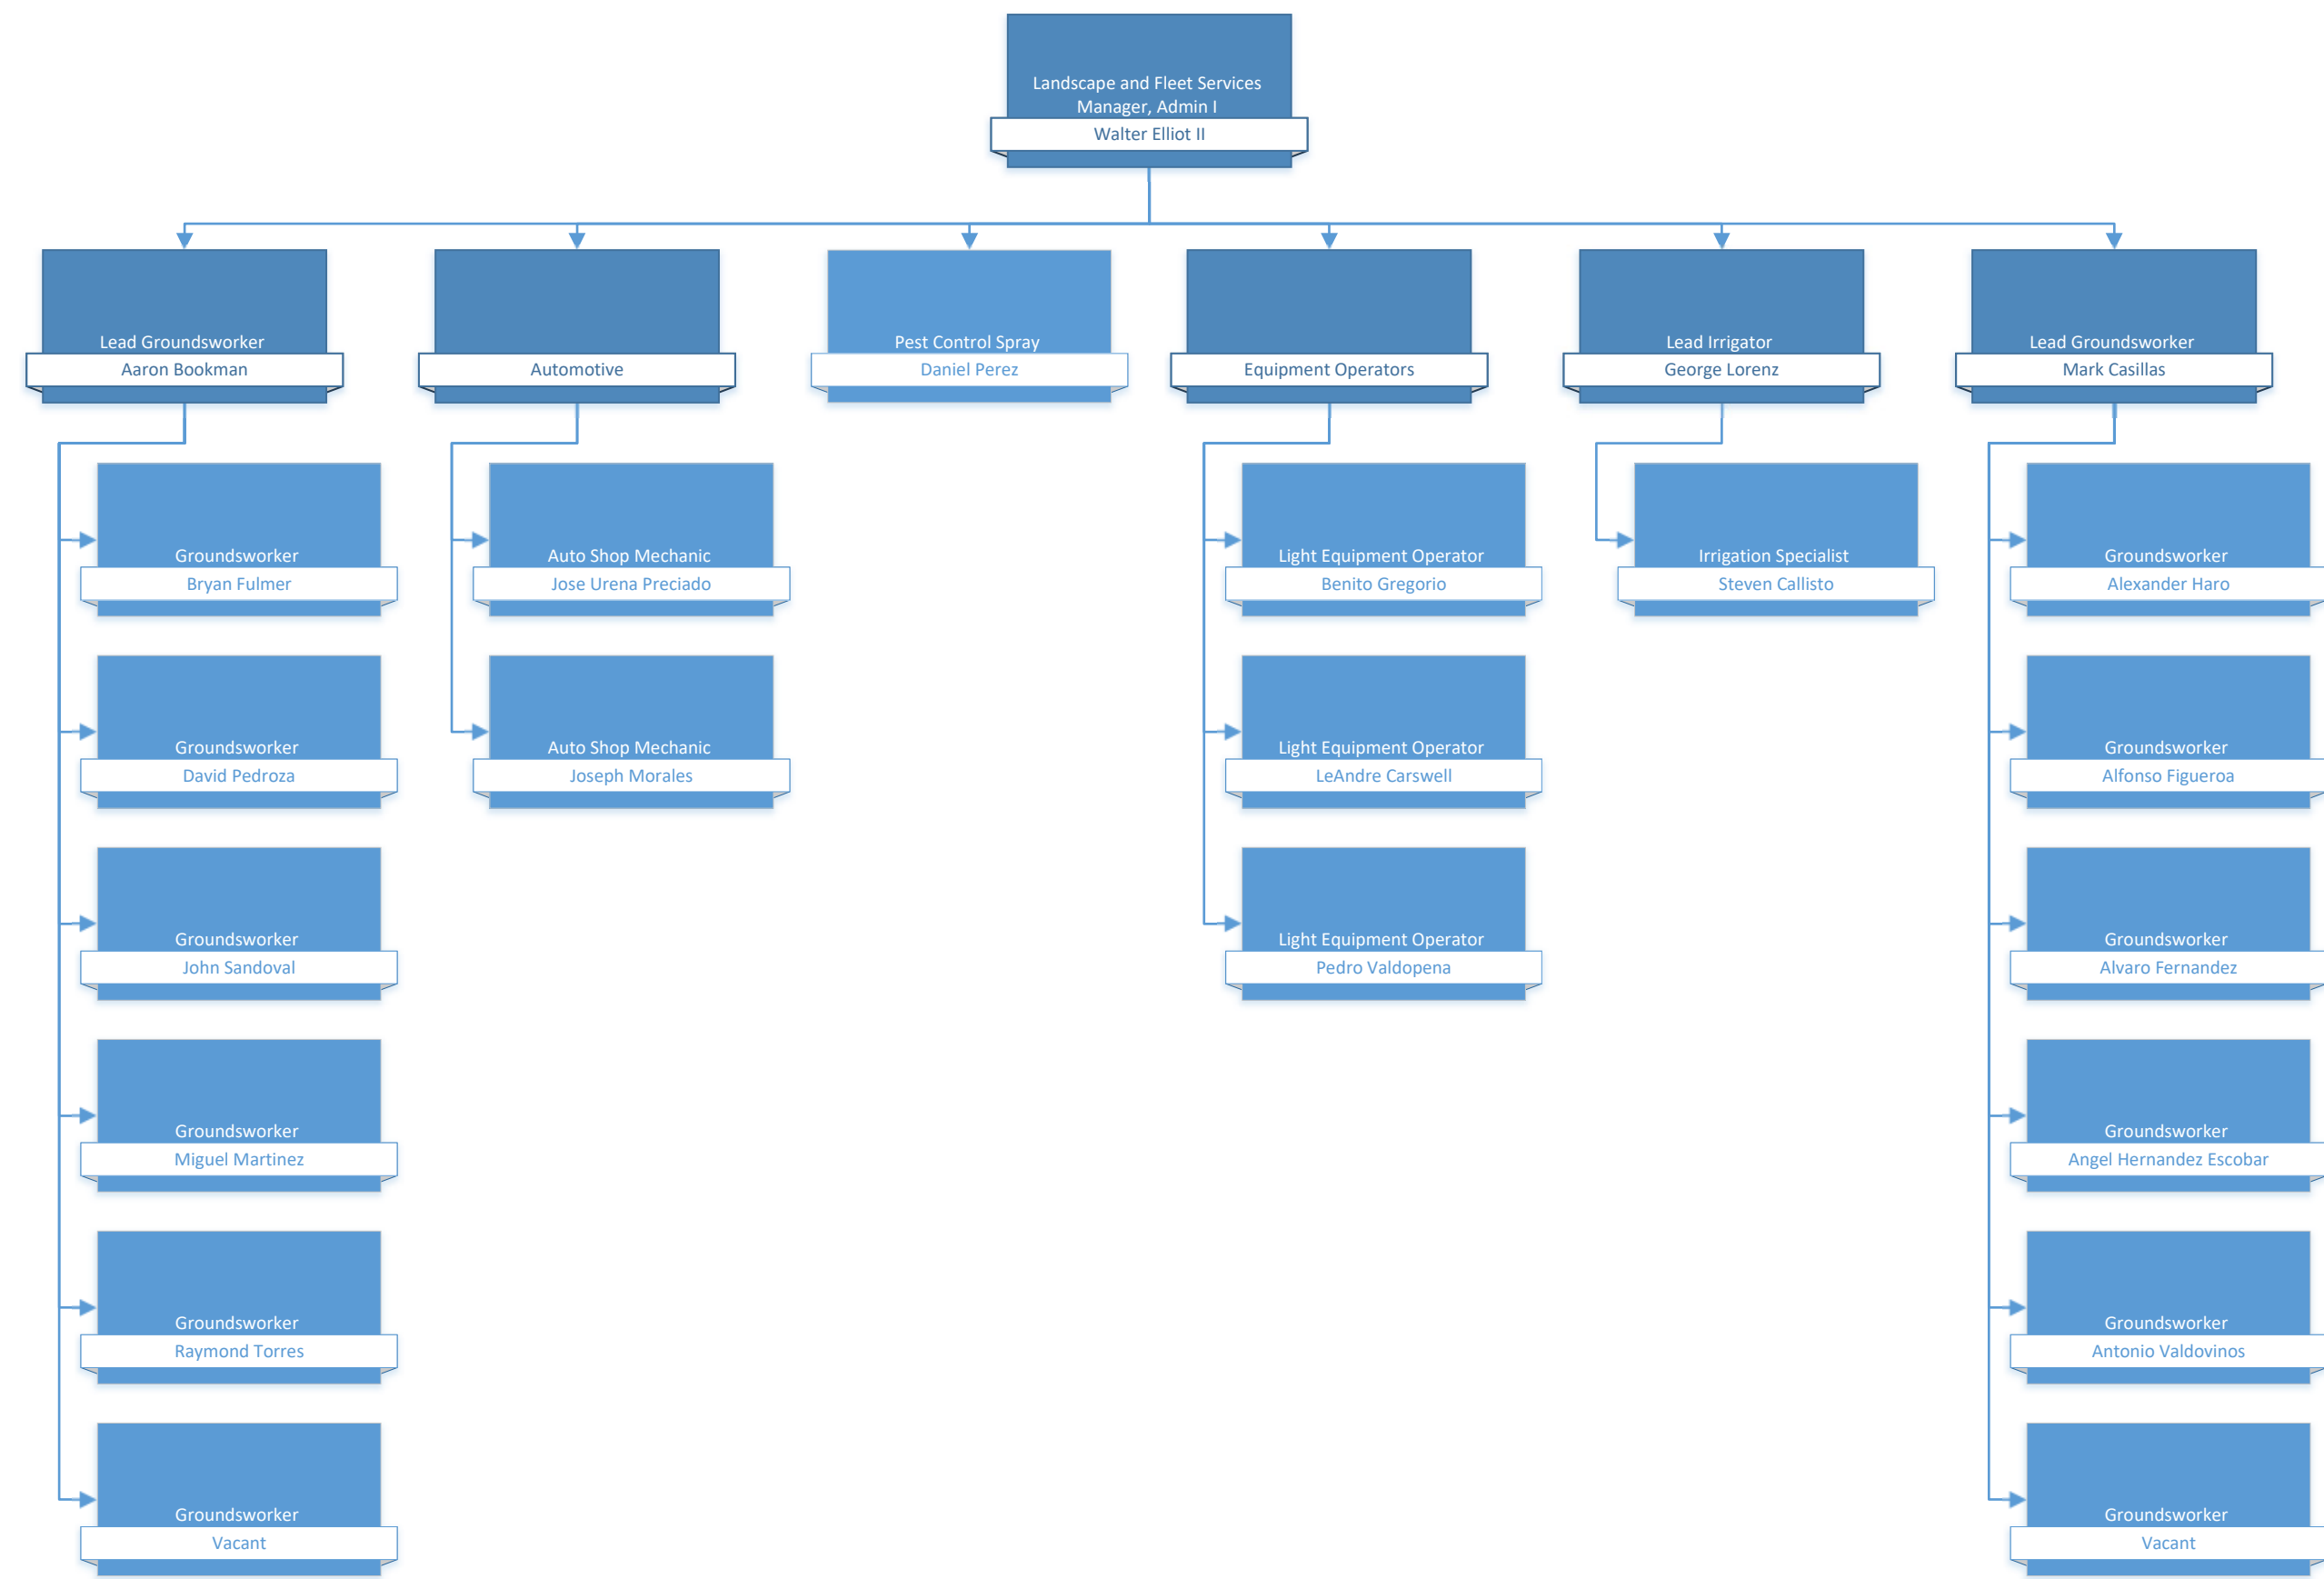 Landscape and Fleet Services
Manager, Admin I
Walter Elliot II
Lead Groundsworker
Aaron Bookman
Automotive
Pest Control Spray
Daniel Perez
Equipment Operators
Lead Irrigator
George Lorenz
Lead Groundsworker
Mark Casillas
Groundsworker
Bryan Fulmer
Auto Shop Mechanic
Jose Urena Preciado
Light Equipment Operator
Benito Gregorio
Irrigation Specialist
Steven Callisto
Groundsworker
Alexander Haro
Groundsworker
David Pedroza
Auto Shop Mechanic
Joseph Morales
Light Equipment Operator
LeAndre Carswell
Groundsworker
Alfonso Figueroa
Groundsworker
John Sandoval
Light Equipment Operator
Pedro Valdopena
Groundsworker
Alvaro Fernandez
Groundsworker
Miguel Martinez
Groundsworker
Angel Hernandez Escobar
Groundsworker
Raymond Torres
Groundsworker
Antonio Valdovinos
Groundsworker
Vacant
Groundsworker
Vacant